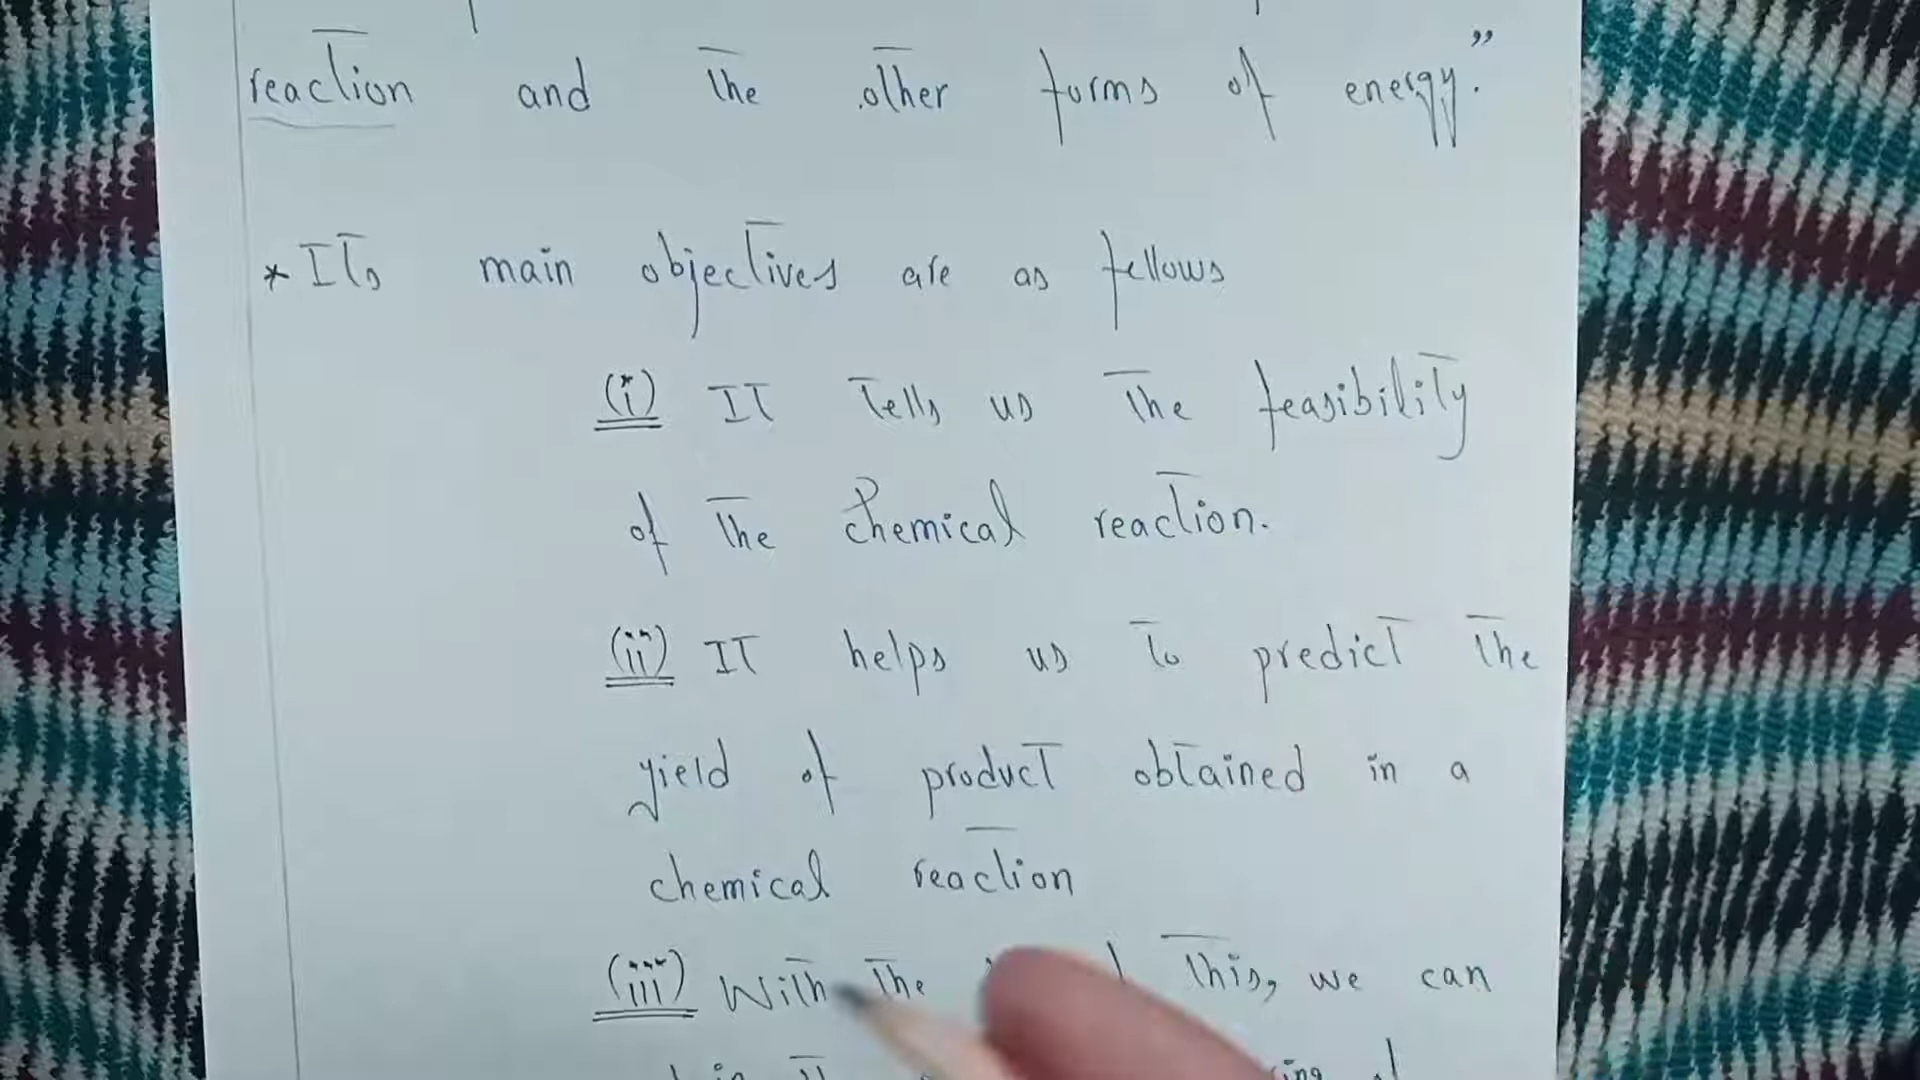 reaction and the other forms of energy."
* Its main objectives are as fellows
(i) It tells us the feasibility
of the chemical reaction.
(ii) It helps us to predict the
yield of product obtained in a
chemical reaction
(iii) With the this, we can